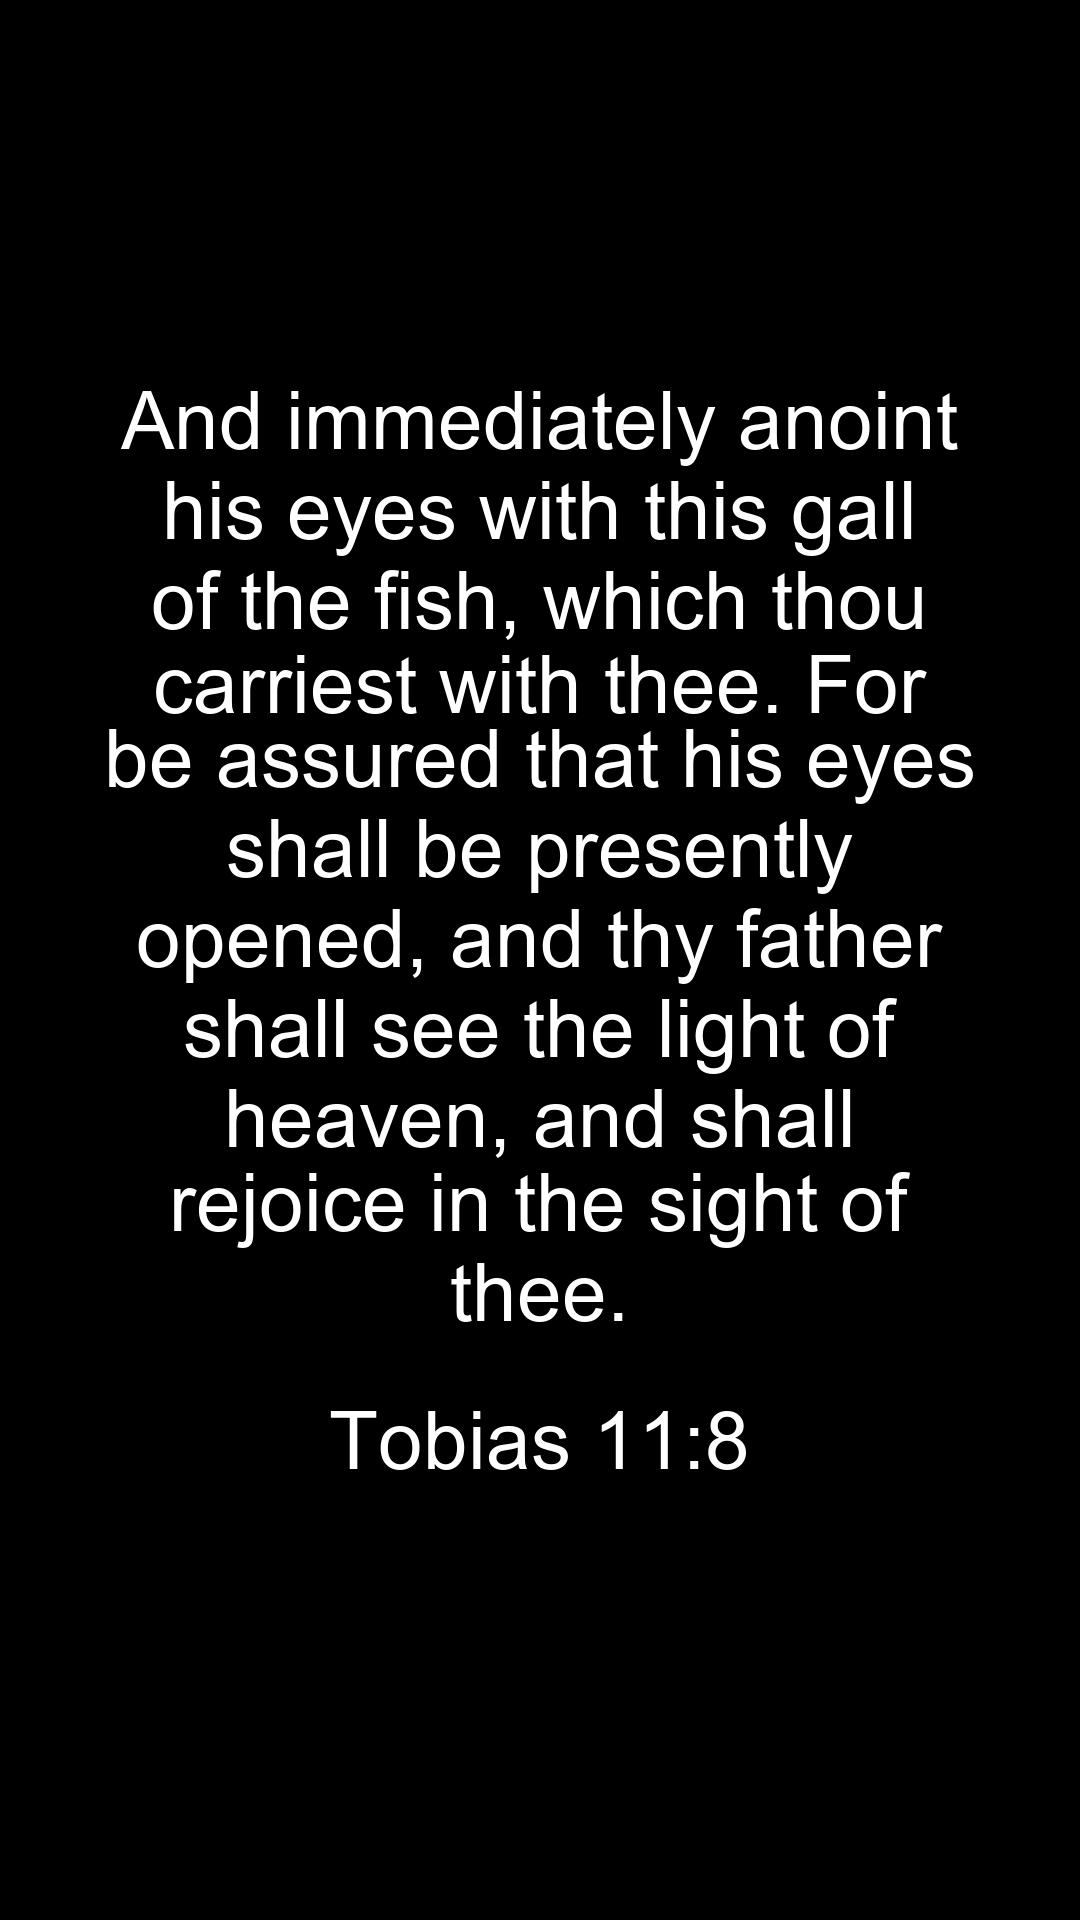 And immediately anoint
his eyes with this gall
of the fish, which thou
carriest with thee. For
be assured that his eyes
shall be presently
opened, and thy father
shall see the light of
heaven, and shall
rejoice in the sight of
thee.
Tobias 11:8